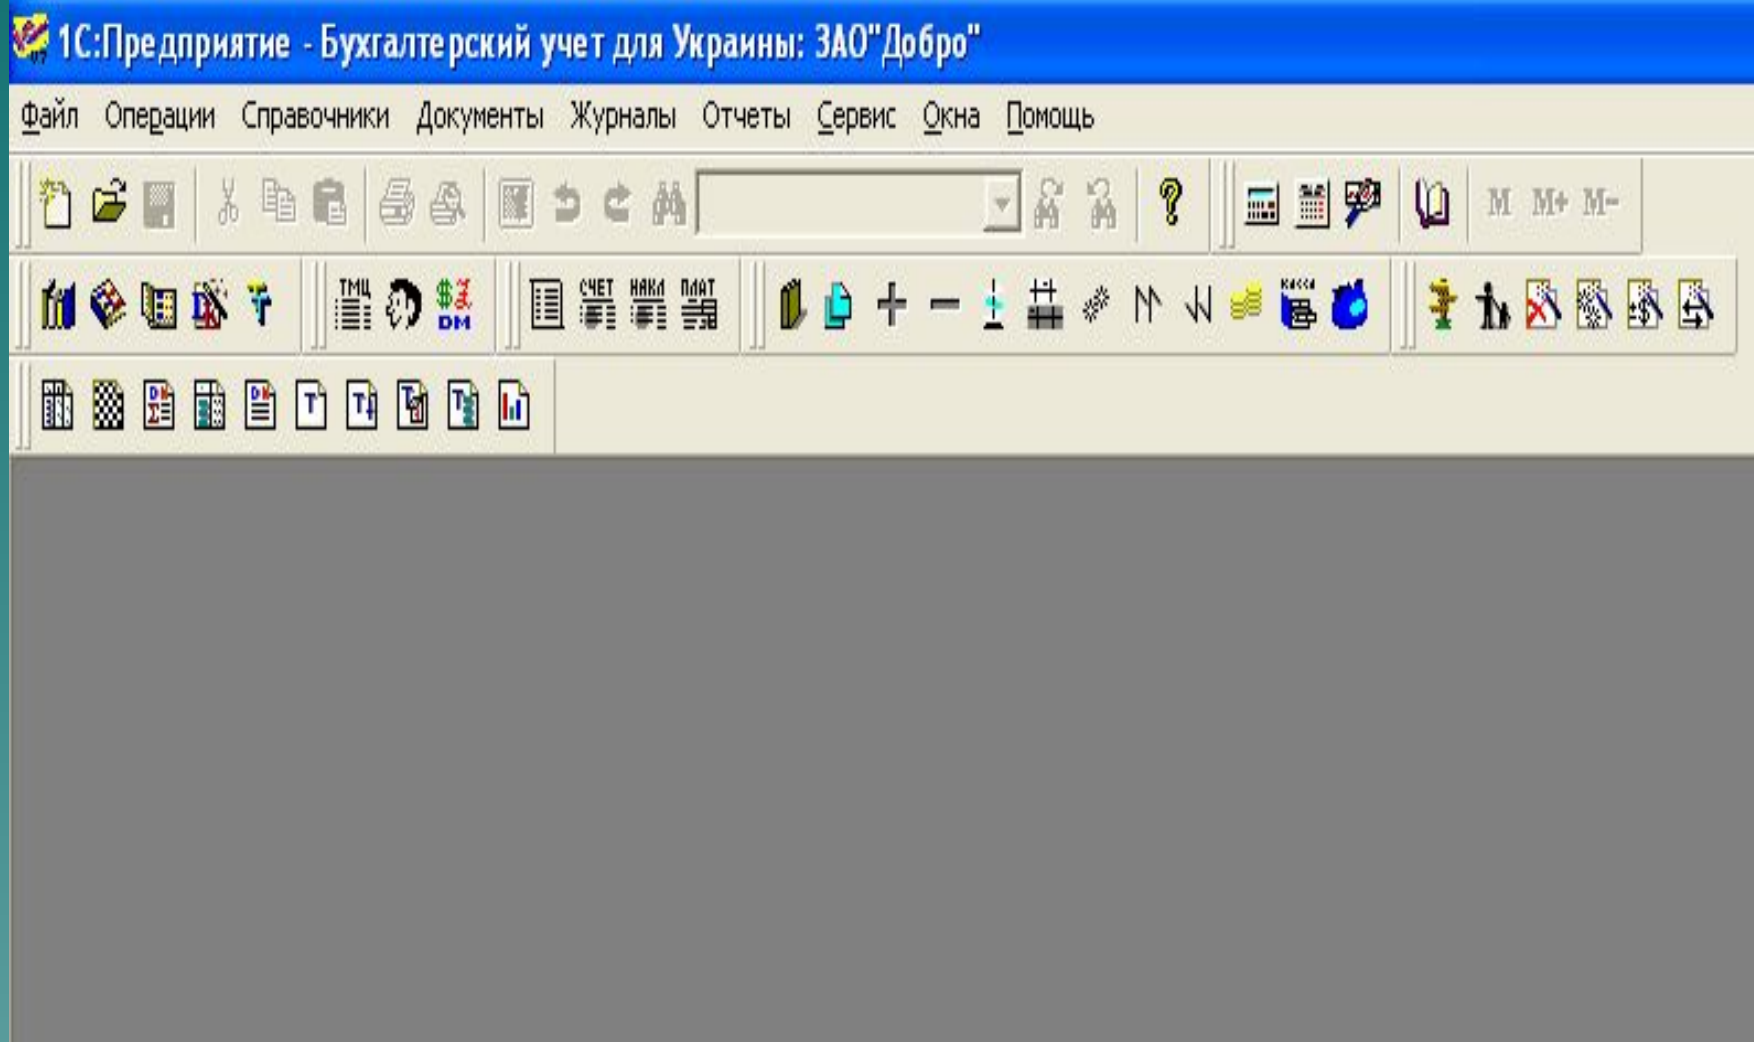 1С:Предприятие - Бухгалтерский учет для Украины: ЗАО"Добро"
Файл Операции Справочники Документы Журналы Отчеты Сервис Окна Помощь
M M+ M-
ТМЦ $ DM СЧЕТ НАКЛ ПЛАТ КАССА